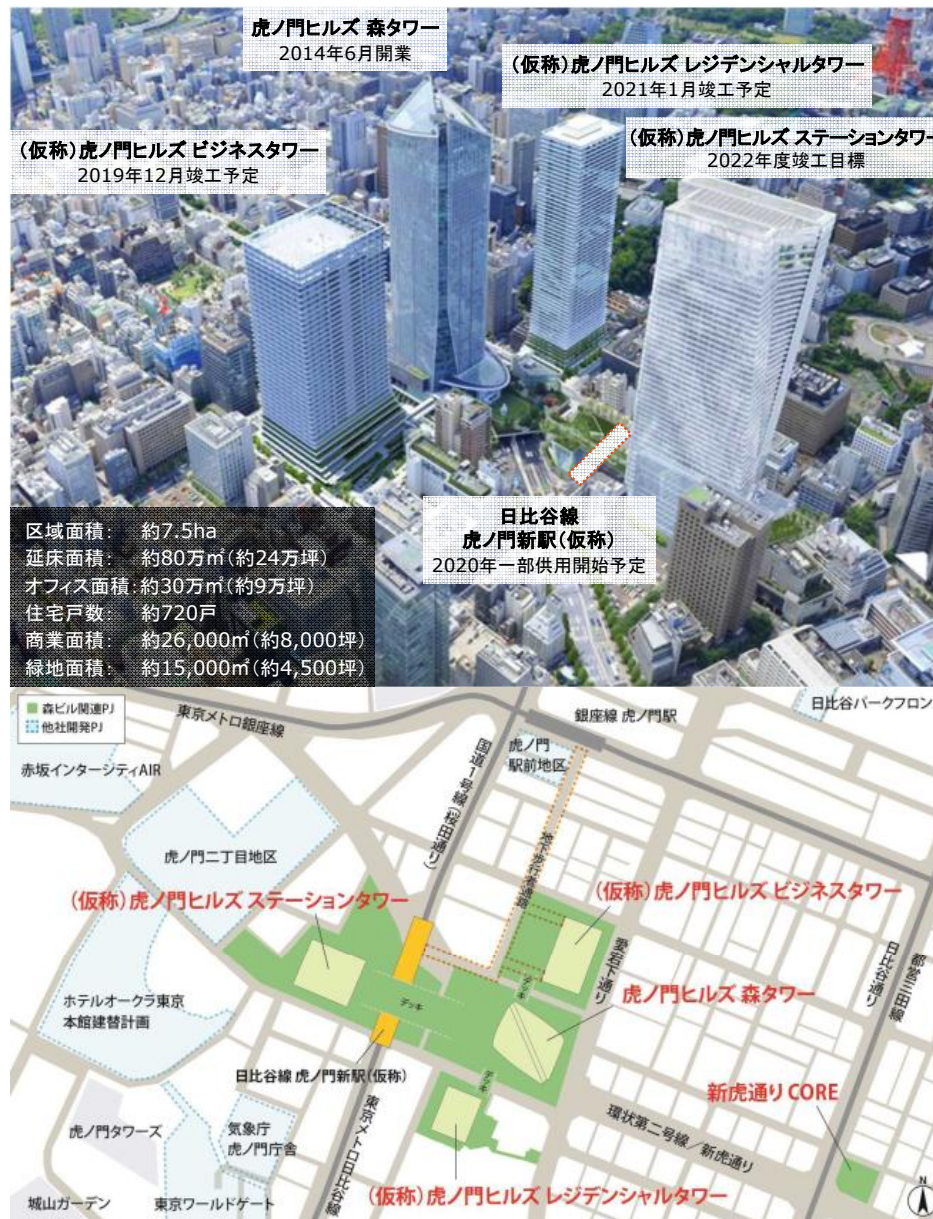 虎ノ門ヒルズ 森タワー
2014年6月開業
(仮称)虎ノ門ヒルズ レジデンシャルタワー
2021年1月竣工予定
(仮称)虎ノ門ヒルズ ビジネスタワー
2019年12月竣工予定
(仮称)虎ノ門ヒルズ ステーションタワー
2022年度竣工目標
日比谷線
虎ノ門新駅(仮称)
2020年一部供用開始予定
区域面積: 約7.5ha
延床面積: 約80万㎡(約24万坪)
オフィス面積:約30万㎡(約9万坪)
住宅戸数: 約720戸
商業面積: 約26,000㎡(約8,000坪)
緑地面積: 約15,000㎡(約4,500坪)
森ビル関連PJ
他社開発PJ
東京メトロ銀座線
国道1号線(桜田通り)
銀座線 虎ノ門駅
日比谷パークフロン
虎ノ門
駅前地区
赤坂インターシティAIR
虎ノ門二丁目地区
地下歩行者通路
(仮称)虎ノ門ヒルズ ステーションタワー
(仮称)虎ノ門ヒルズ ビジネスタワー
愛宕下通り
日比谷通り
都営三田線
虎ノ門ヒルズ 森タワー
デッキ
デッキ
デッキ
ホテルオークラ東京
本館建替計画
日比谷線 虎ノ門新駅(仮称)
新虎通り CORE
環状第二号線/新虎通り
虎ノ門タワーズ
気象庁
虎ノ門庁舎
東京メトロ日比谷線
(仮称)虎ノ門ヒルズ レジデンシャルタワー
城山ガーデン
東京ワールドゲート
N